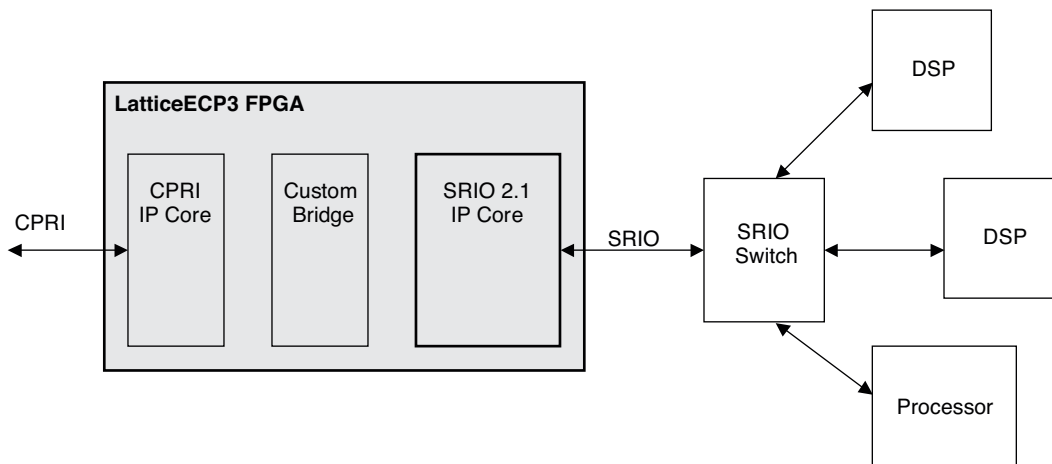 DSP
LatticeECP3 FPGA
CPRI
IP Core
Custom
Bridge
SRIO 2.1
IP Core
CPRI
SRIO
SRIO
Switch
DSP
Processor